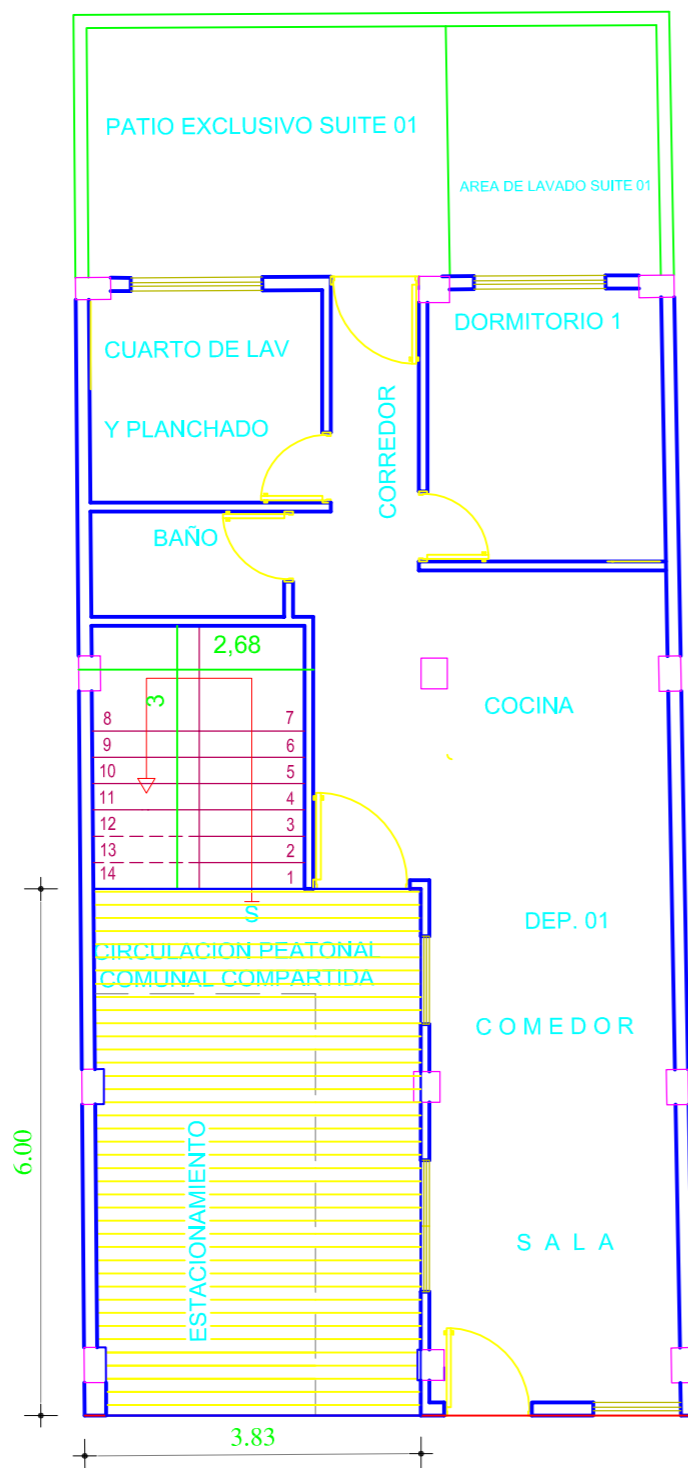 PATIO EXCLUSIVO SUITE 01
AREA DE LAVADO SUITE 01
DORMITORIO 1
CUARTO DE LAV
Y PLANCHADO
CORREDOR
BAÑO
2,68
3
COCINA
8 7
9 6
10 5
11 4
12 3
13 2
14 1
S
DEP. 01
CIRCULACION PEATONAL
COMUNAL COMPARTIDA
COMEDOR
6.00
ESTACIONAMIENTO
SALA
3.83